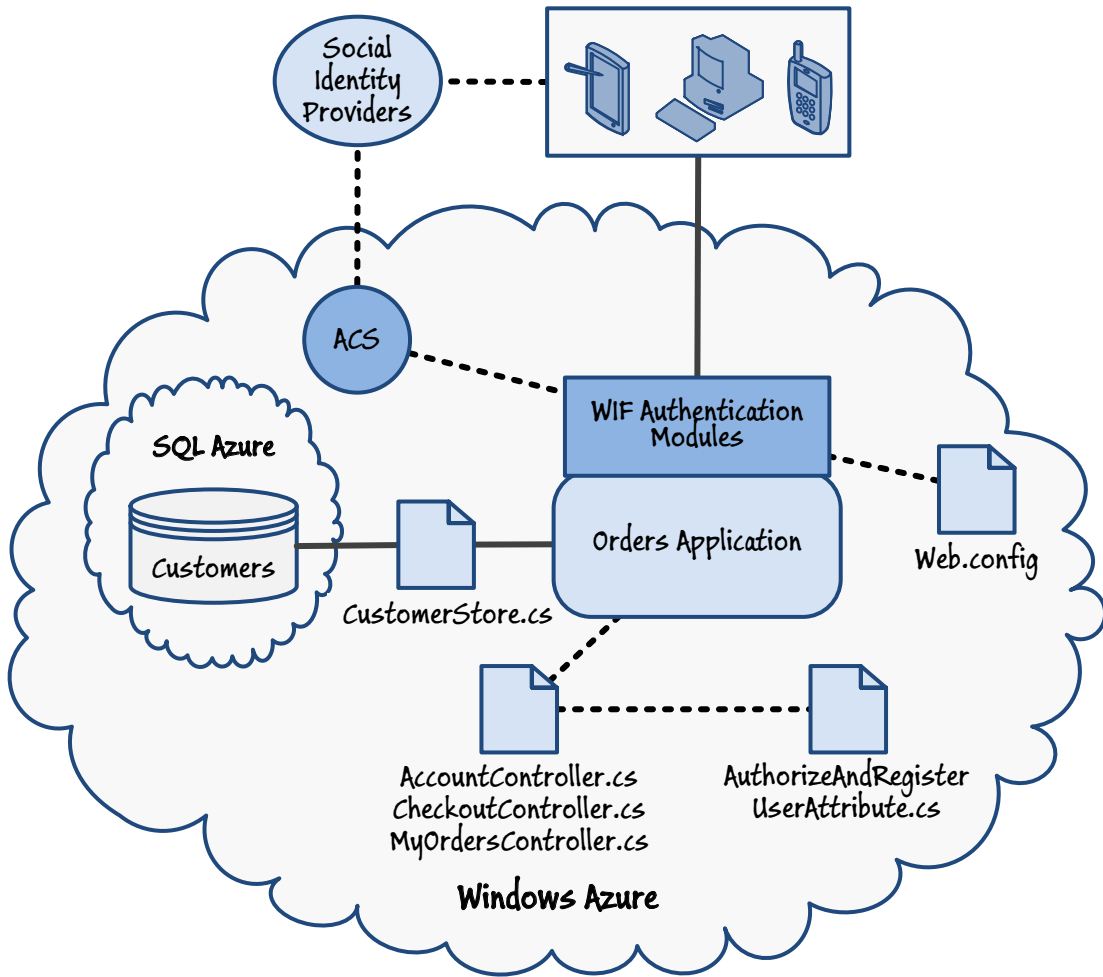 Social
Identity
Providers
ACS
WIF Authentication
Modules
SQL Azure
Customers
CustomerStore.cs
Orders Application
Web.config
AccountController.cs
CheckoutController.cs
MyOrdersController.cs
AuthorizeAndRegister
UserAttribute.cs
Windows Azure